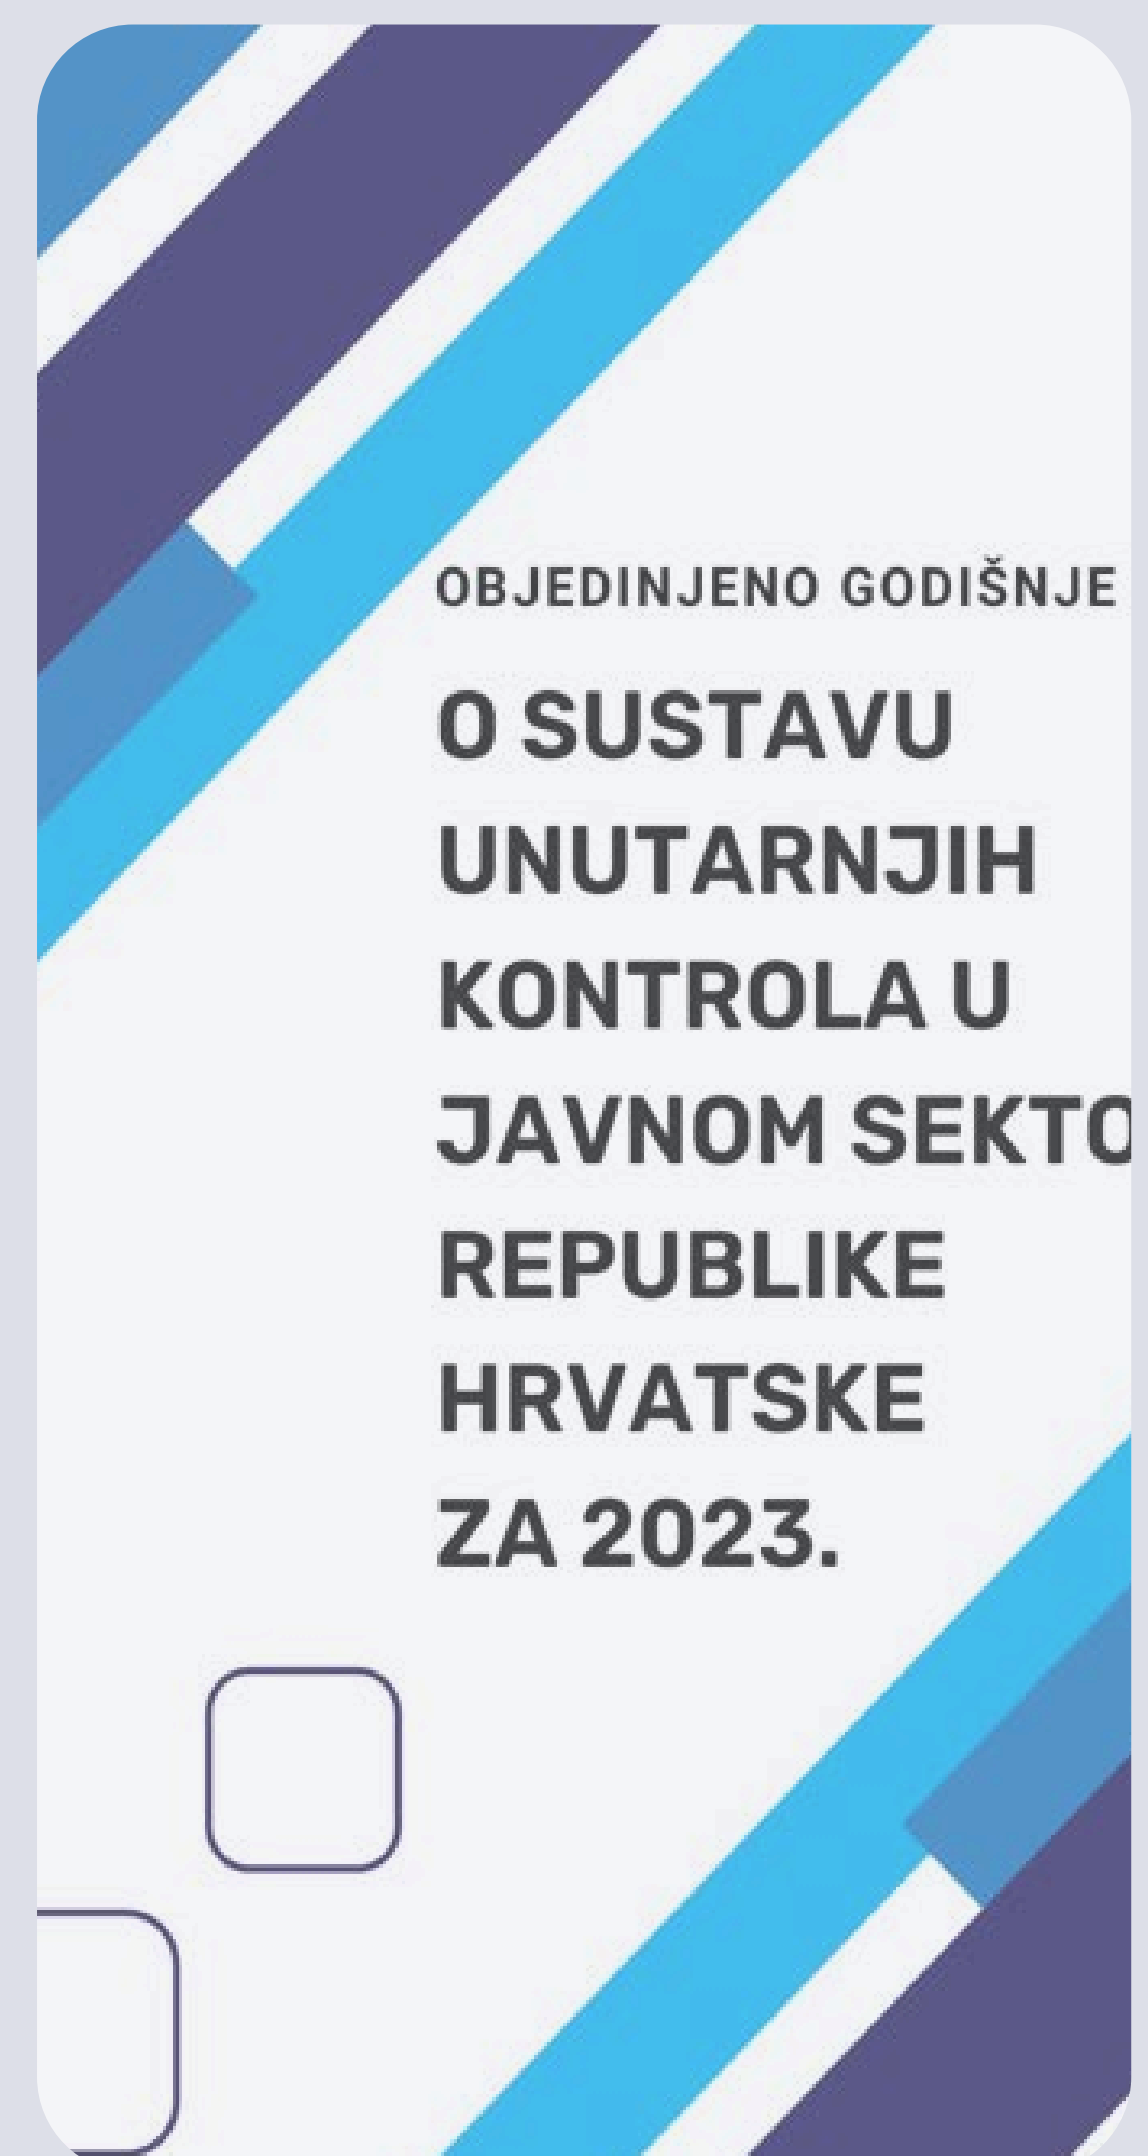 OBJEDINJENO GODIŠNJE
O SUSTAVU
UNUTARNJIH
KONTROLA U
JAVNOM SEKTO
REPUBLIKE
HRVATSKE
ZA 2023.